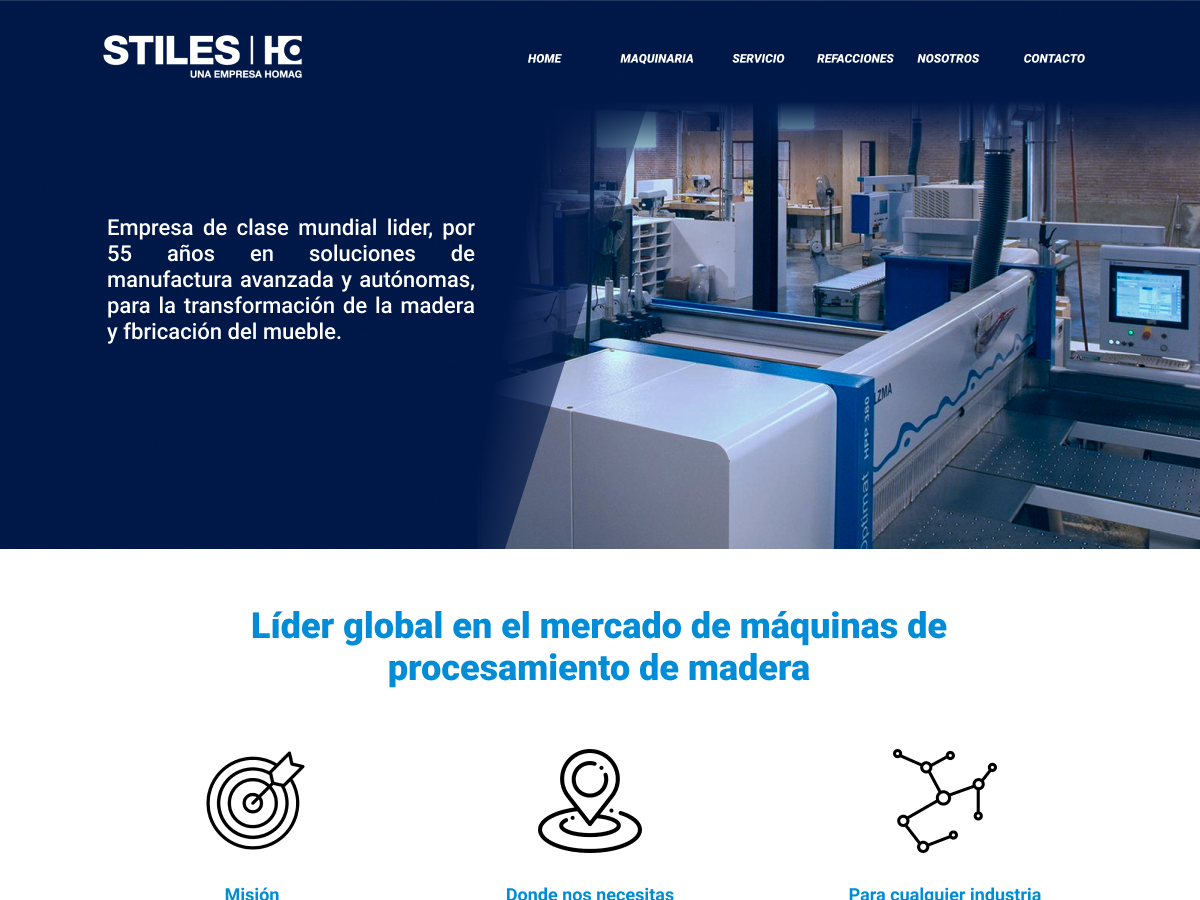 STILES | HO
UNA EMPRESA HOMAG
HOME MAQUINARIA SERVICIO REFACCIONES NOSOTROS CONTACTO
Empresa de clase mundial lider, por
55 años en soluciones de
manufactura avanzada y autónomas,
para la transformación de la madera
y fbricación del mueble.
LZMA
HPP 380
Optimat
Líder global en el mercado de máquinas de
procesamiento de madera
Misión Donde nos necesitas Para cualquier industria